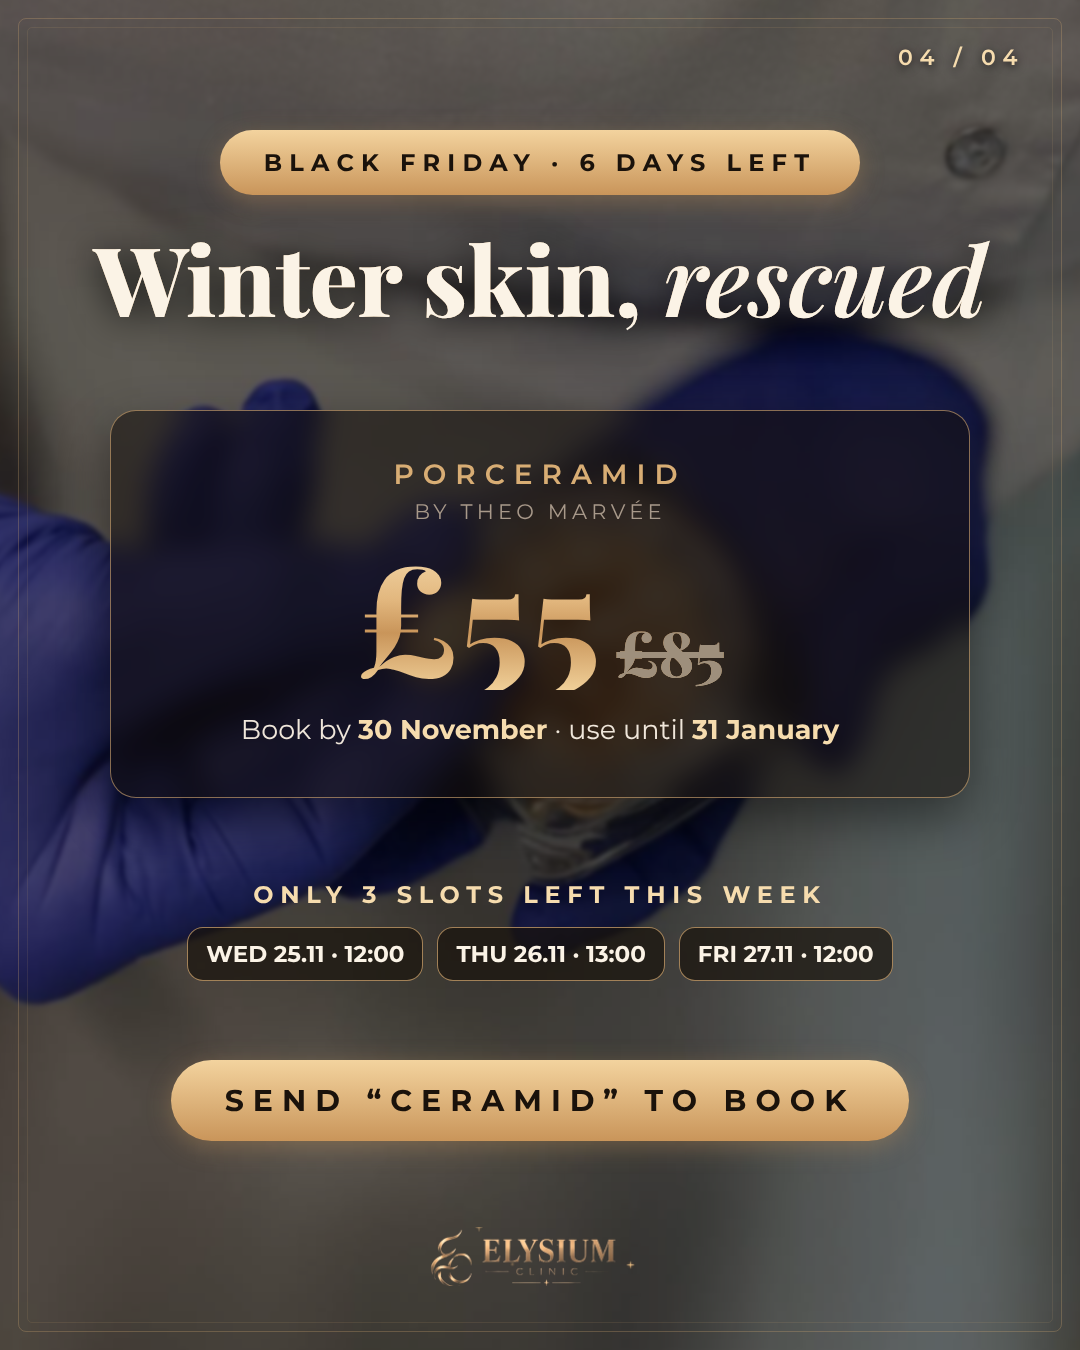 04 / 04
BLACK FRIDAY · 6 DAYS LEFT
Winter skin, rescued
PORCERAMID
BY THEO MARVÉE
£55 £85
Book by 30 November · use until 31 January
ONLY 3 SLOTS LEFT THIS WEEK
WED 25.11 · 12:00 THU 26.11 · 13:00 FRI 27.11 · 12:00
SEND “CERAMID” TO BOOK
ELYSIUM
CLINIC